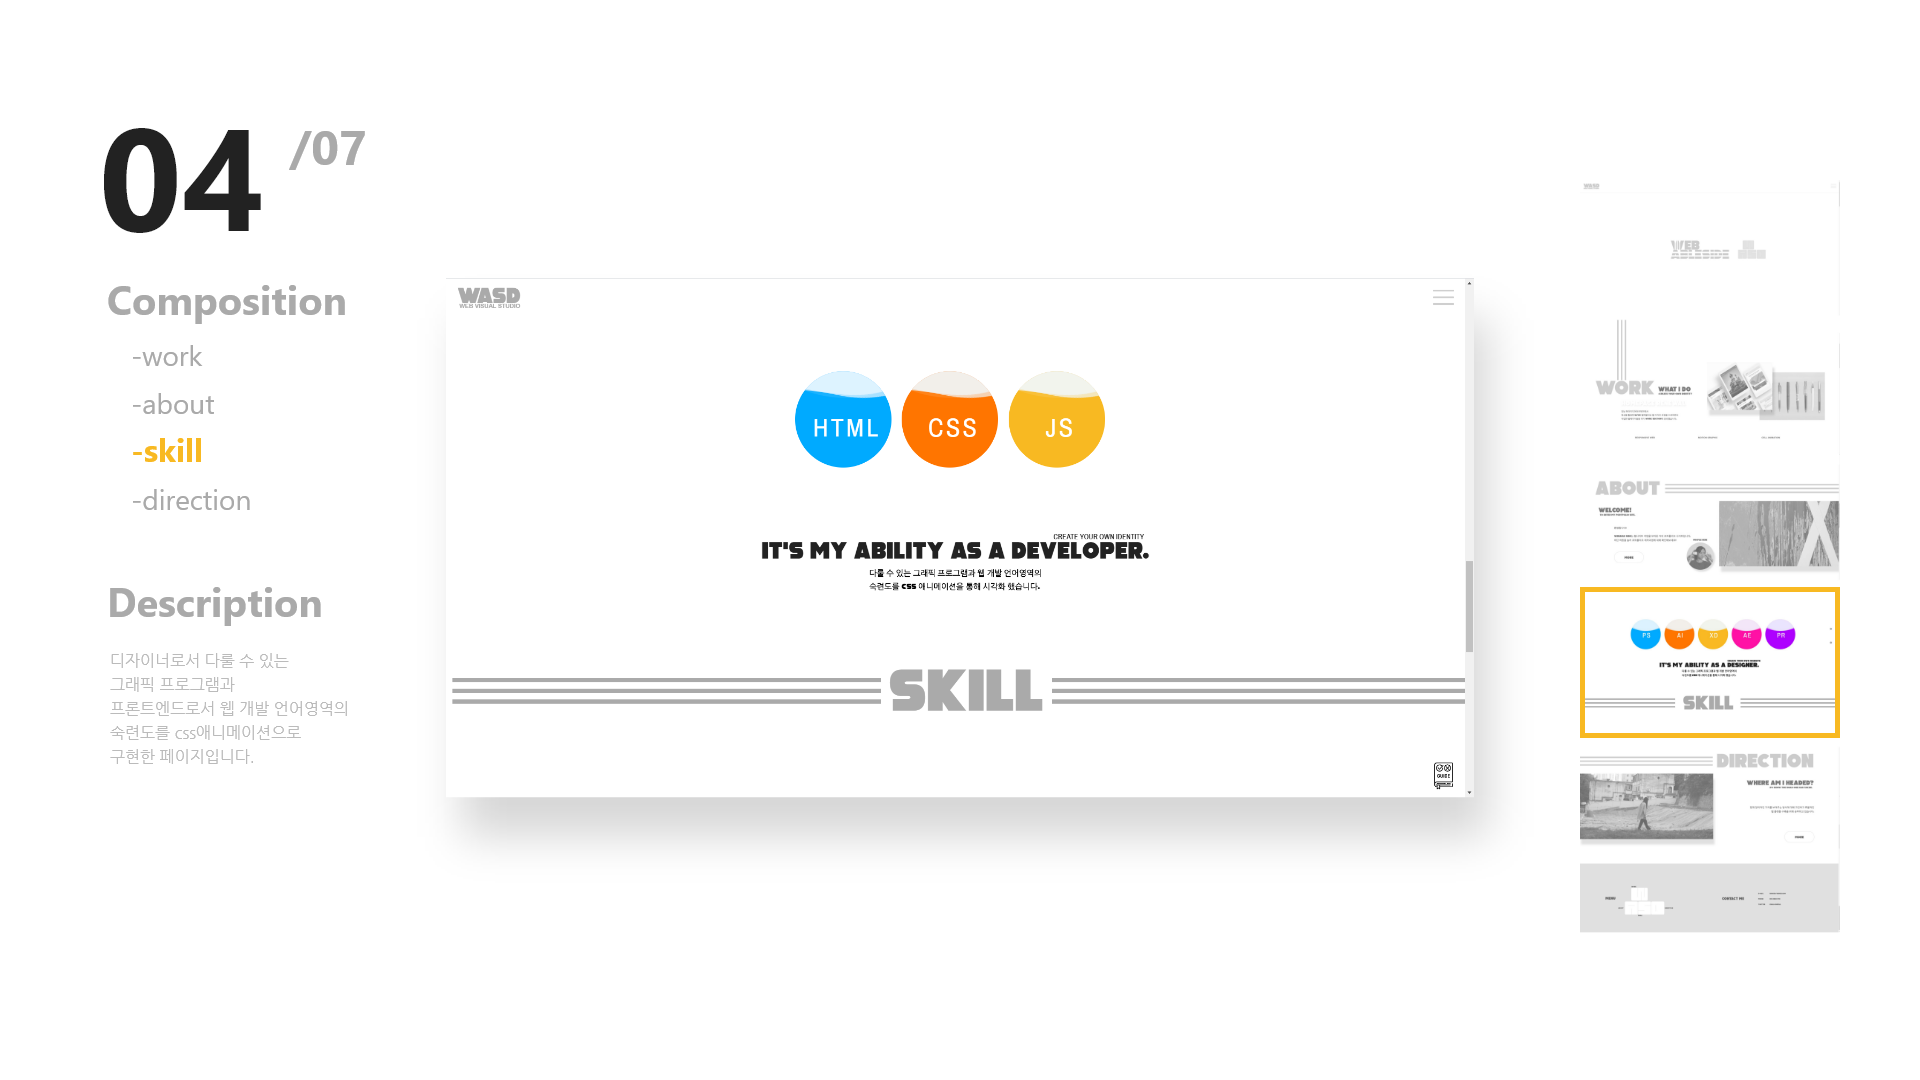 04 /07
Composition
-work
-about
-skill
-direction
Description
디자이너로서 다룰 수 있는
그래픽 프로그램과
프론트엔드로서 웹 개발 언어영역의
숙련도를 css애니메이션으로
구현한 페이지입니다.
WASD
WEB VISUAL STUDIO
HTML CSS JS
CREATE YOUR OWN IDENTITY
IT'S MY ABILITY AS A DEVELOPER.
다룰 수 있는 그래픽 프로그램과 웹 개발 언어영역의
숙련도를 CSS 애니메이션을 통해 시각화 했습니다.
SKILL
GUIDE
WASD
WEB
WORK WHAT I DO
ABOUT
WELCOME!
MORE
PS AI XD AE PR
IT'S MY ABILITY AS A DESIGNER.
SKILL
DIRECTION
WHERE AM I HEADED?
MORE
CONTACT ME